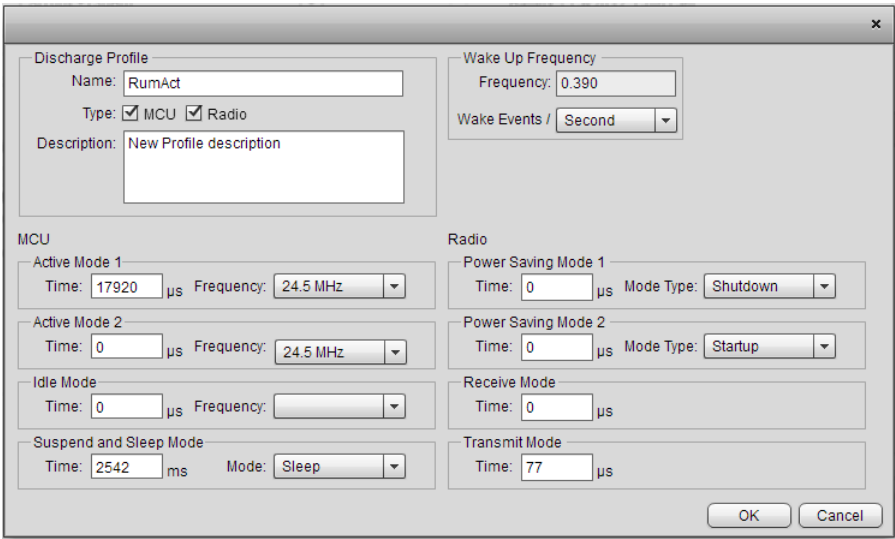 ×
Discharge Profile
Name: RumAct
Type: MCU Radio
Description: New Profile description
Wake Up Frequency
Frequency: 0.390
Wake Events / Second
MCU
Active Mode 1
Time: 17920 µs Frequency: 24.5 MHz
Active Mode 2
Time: 0 µs Frequency: 24.5 MHz
Idle Mode
Time: 0 µs Frequency:
Suspend and Sleep Mode
Time: 2542 ms Mode: Sleep
Radio
Power Saving Mode 1
Time: 0 µs Mode Type: Shutdown
Power Saving Mode 2
Time: 0 µs Mode Type: Startup
Receive Mode
Time: 0 µs
Transmit Mode
Time: 77 µs
OK Cancel